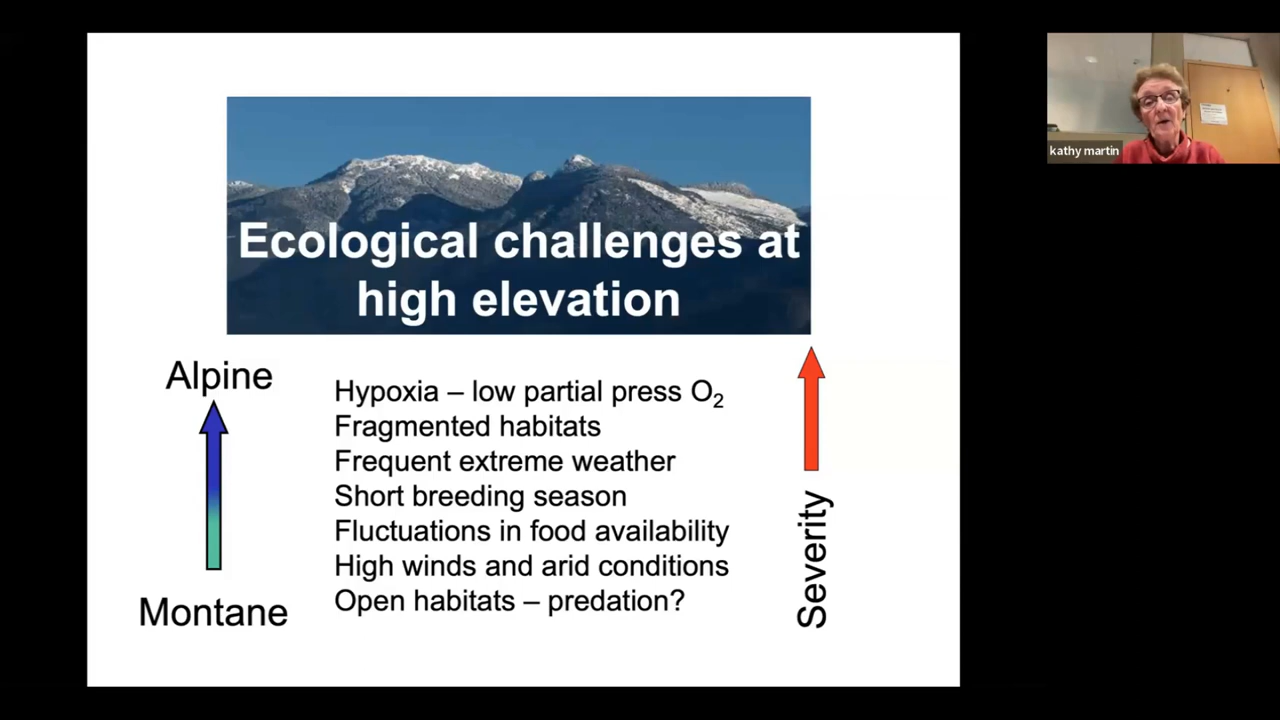 Ecological challenges at
high elevation
Alpine
Montane
Hypoxia – low partial press O₂
Fragmented habitats
Frequent extreme weather
Short breeding season
Fluctuations in food availability
High winds and arid conditions
Open habitats – predation?
Severity
kathy martin